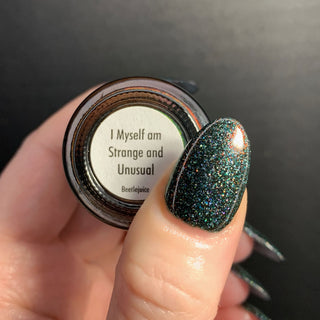 I Myself am
Strange and
Unusual
Beetlejuice